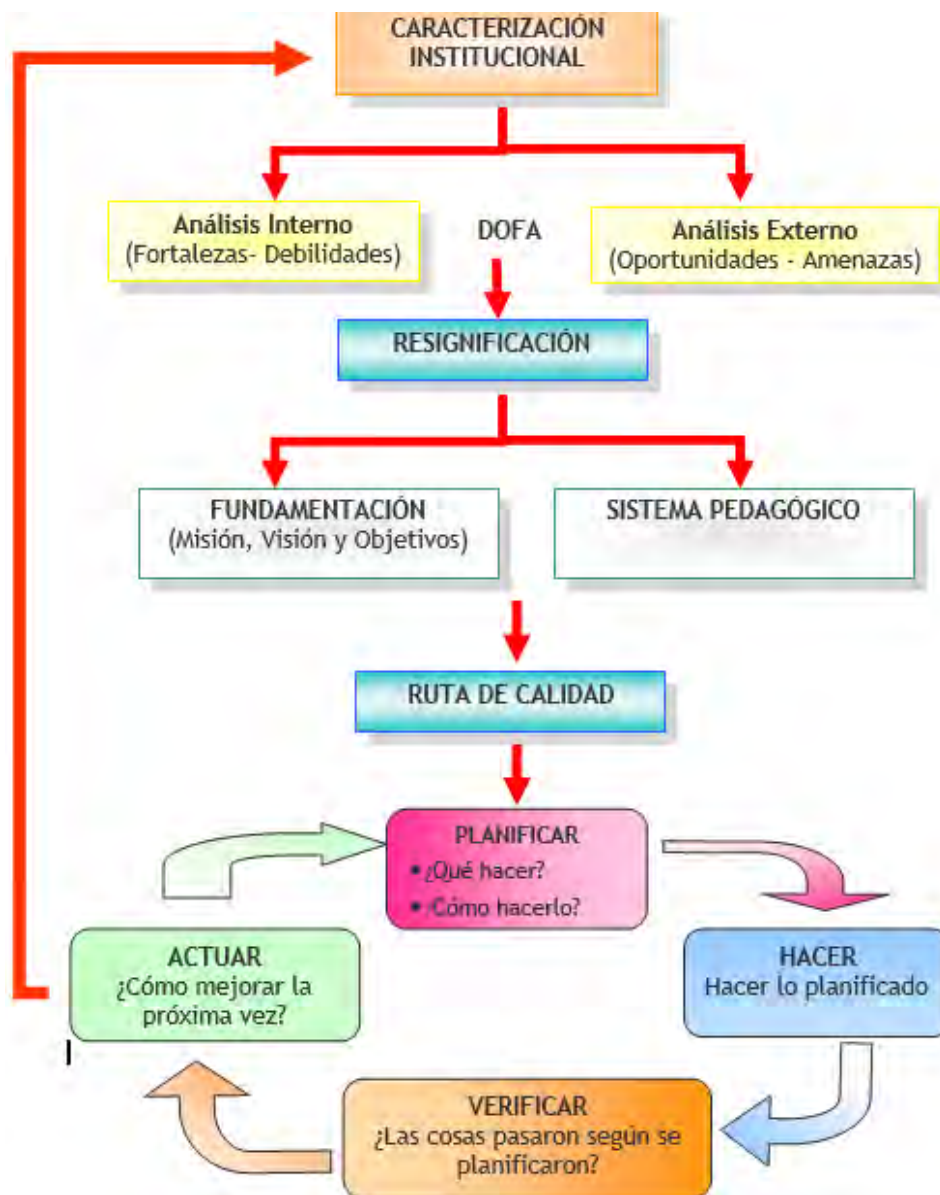 CARACTERIZACIÓN
INSTITUCIONAL
Análisis Interno
(Fortalezas- Debilidades)
DOFA
Análisis Externo
(Oportunidades - Amenazas)
RESIGNIFICACIÓN
FUNDAMENTACIÓN
(Misión, Visión y Objetivos)
SISTEMA PEDAGÓGICO
RUTA DE CALIDAD
PLANIFICAR
• ¿Qué hacer?
• ¿Cómo hacerlo?
ACTUAR
¿Cómo mejorar la
próxima vez?
HACER
Hacer lo planificado
VERIFICAR
¿Las cosas pasaron según se
planificaron?